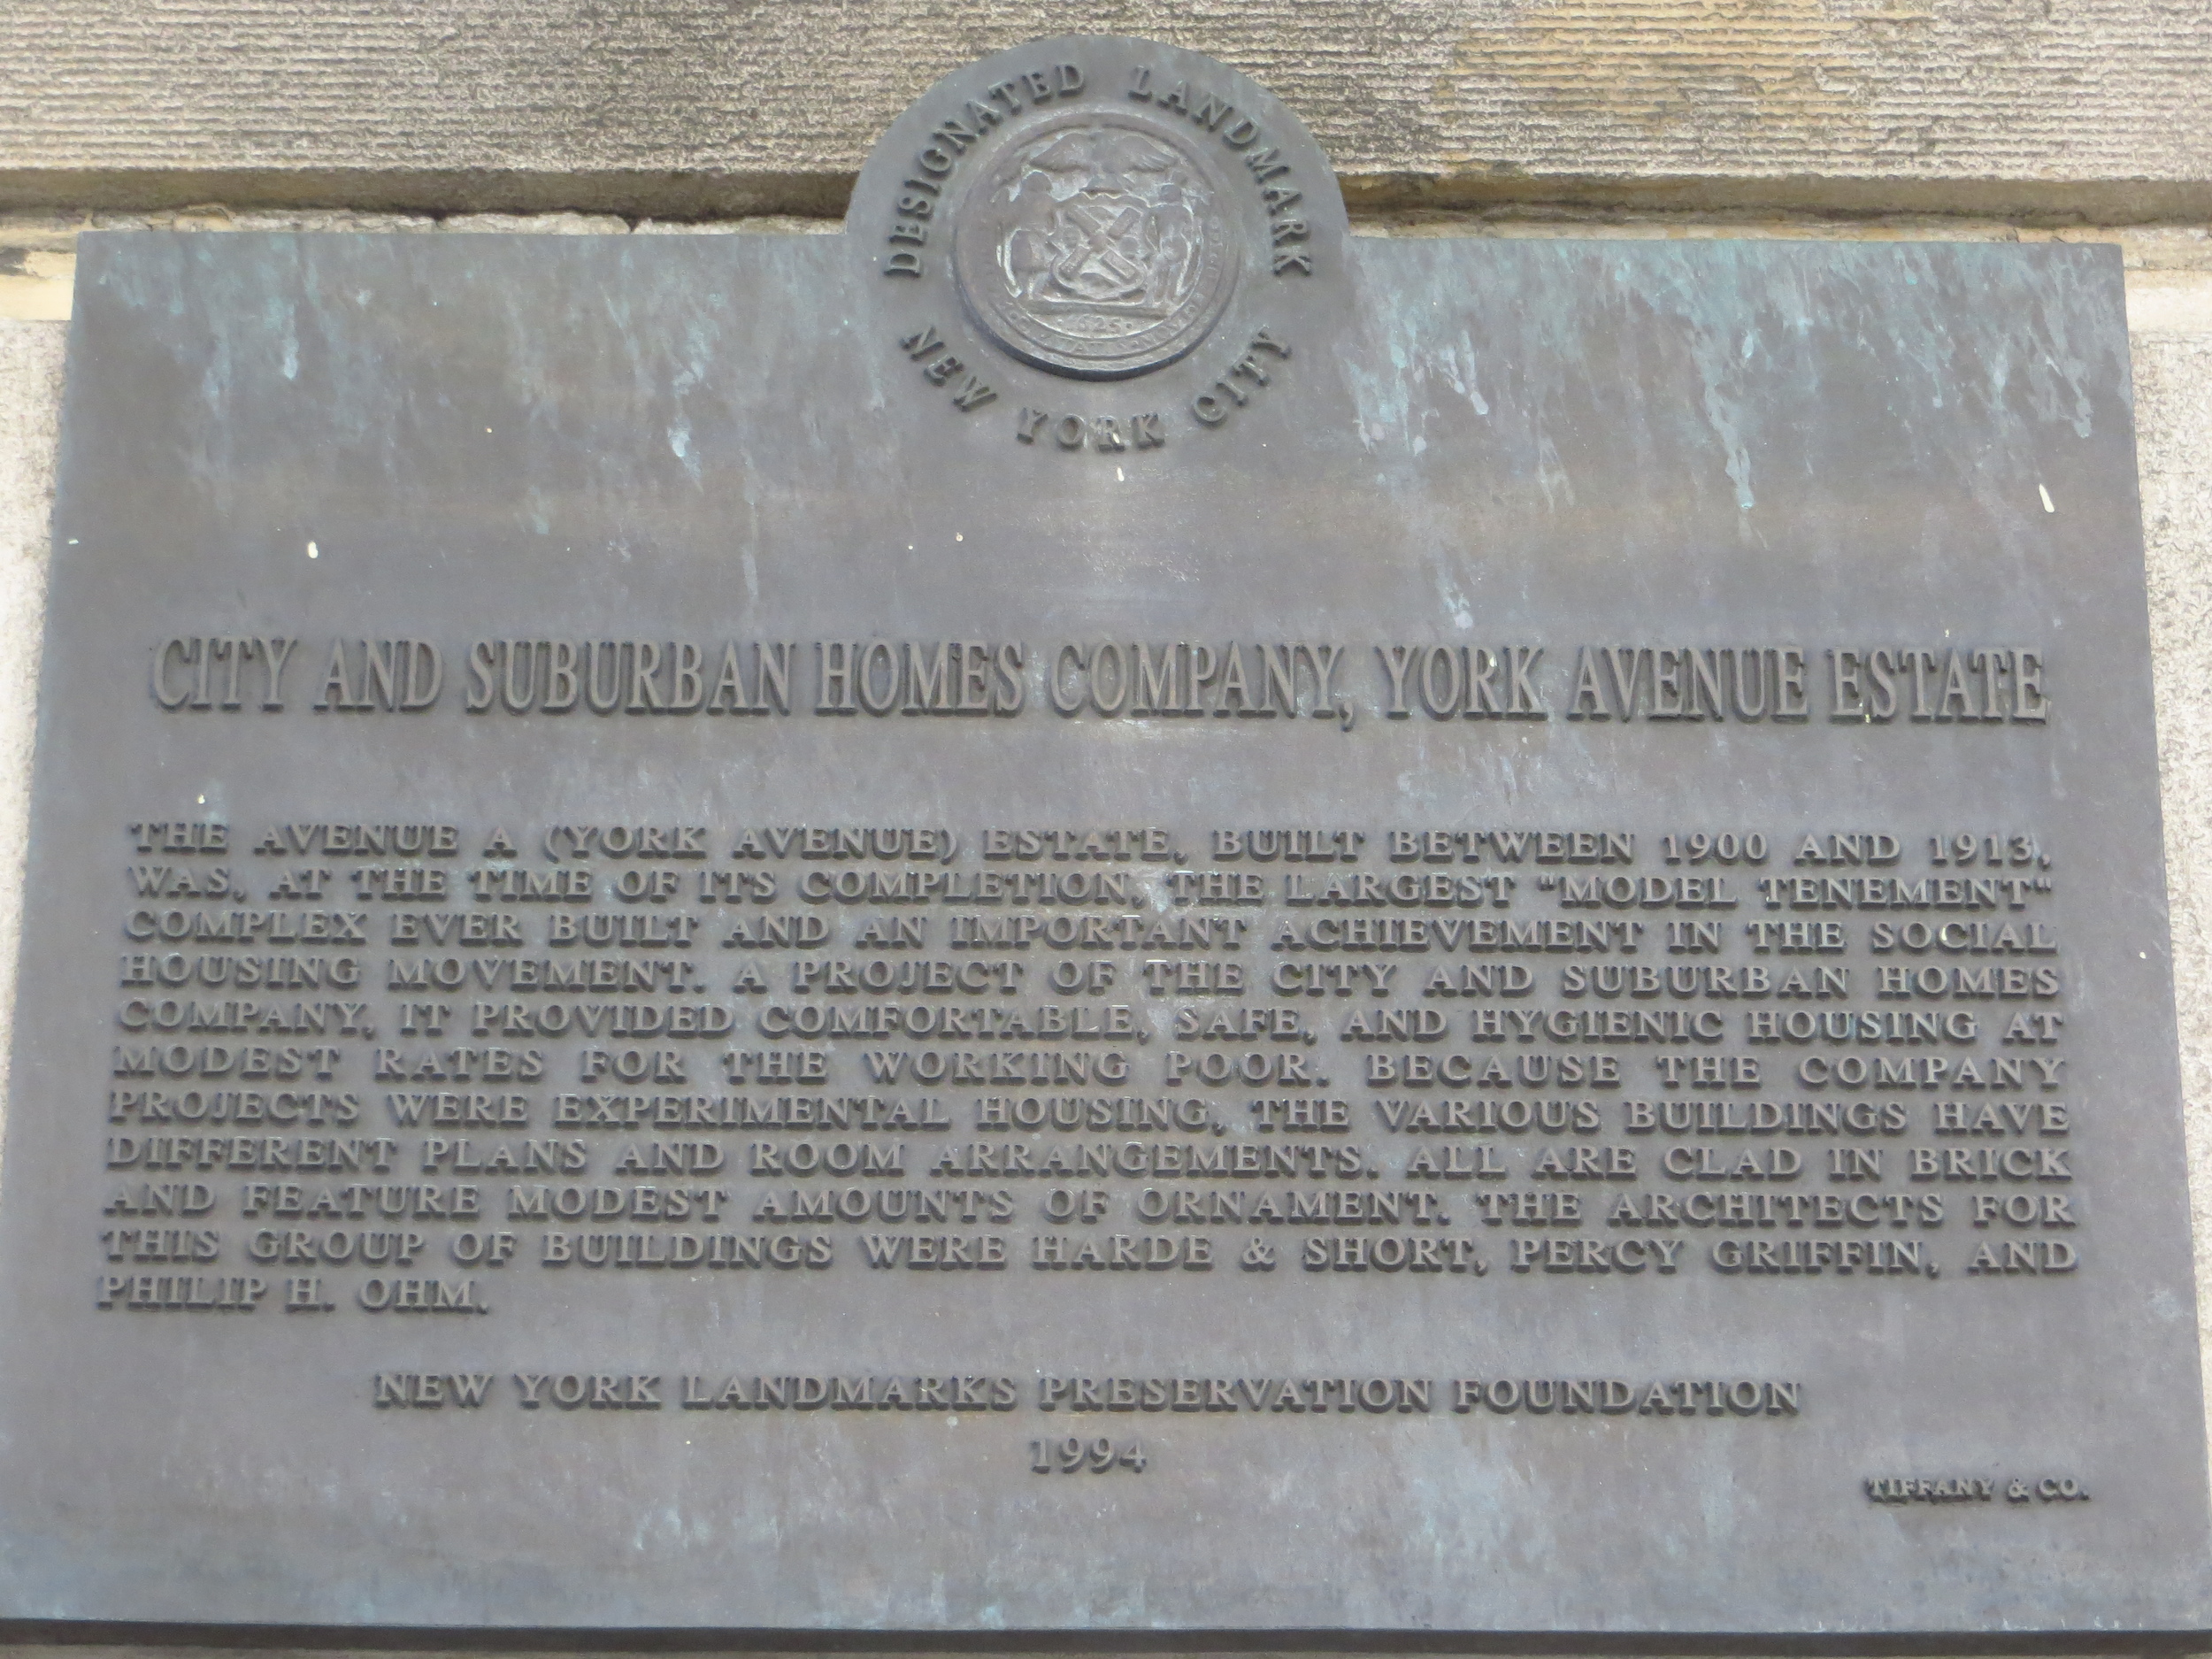 DESIGNATED LANDMARK
NEW YORK CITY
1625
CITY AND SUBURBAN HOMES COMPANY, YORK AVENUE ESTATE
THE AVENUE A (YORK AVENUE) ESTATE, BUILT BETWEEN 1900 AND 1913,
WAS, AT THE TIME OF ITS COMPLETION, THE LARGEST "MODEL TENEMENT"
COMPLEX EVER BUILT AND AN IMPORTANT ACHIEVEMENT IN THE SOCIAL
HOUSING MOVEMENT. A PROJECT OF THE CITY AND SUBURBAN HOMES
COMPANY, IT PROVIDED COMFORTABLE, SAFE, AND HYGIENIC HOUSING AT
MODEST RATES FOR THE WORKING POOR. BECAUSE THE COMPANY
PROJECTS WERE EXPERIMENTAL HOUSING, THE VARIOUS BUILDINGS HAVE
DIFFERENT PLANS AND ROOM ARRANGEMENTS. ALL ARE CLAD IN BRICK
AND FEATURE MODEST AMOUNTS OF ORNAMENT. THE ARCHITECTS FOR
THIS GROUP OF BUILDINGS WERE HARDE & SHORT, PERCY GRIFFIN, AND
PHILIP H. OHM.
NEW YORK LANDMARKS PRESERVATION FOUNDATION
1994
TIFFANY & CO.